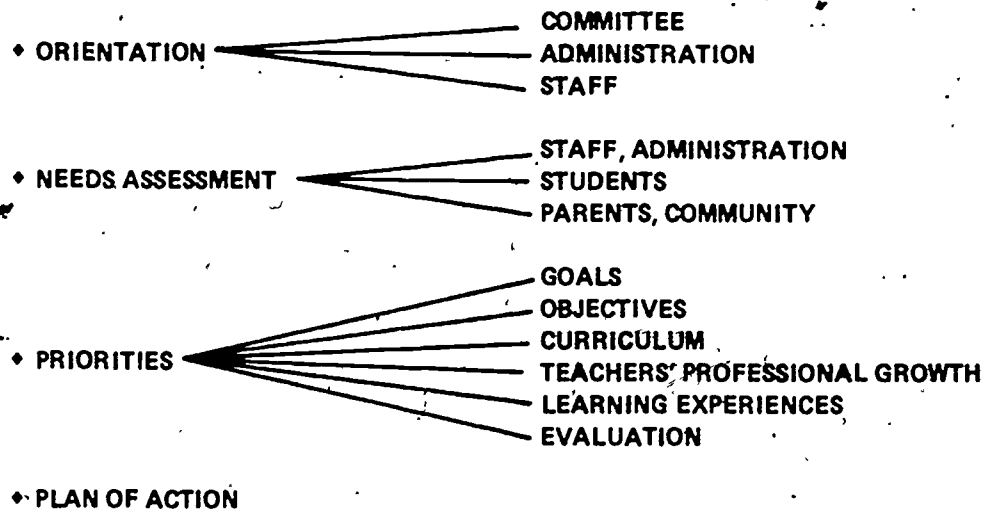 COMMITTEE
♦ ORIENTATION
ADMINISTRATION
STAFF
STAFF, ADMINISTRATION
♦ NEEDS ASSESSMENT
STUDENTS
PARENTS, COMMUNITY
GOALS
OBJECTIVES
CURRICULUM
♦ PRIORITIES
TEACHERS' PROFESSIONAL GROWTH
LEARNING EXPERIENCES
EVALUATION
♦ PLAN OF ACTION